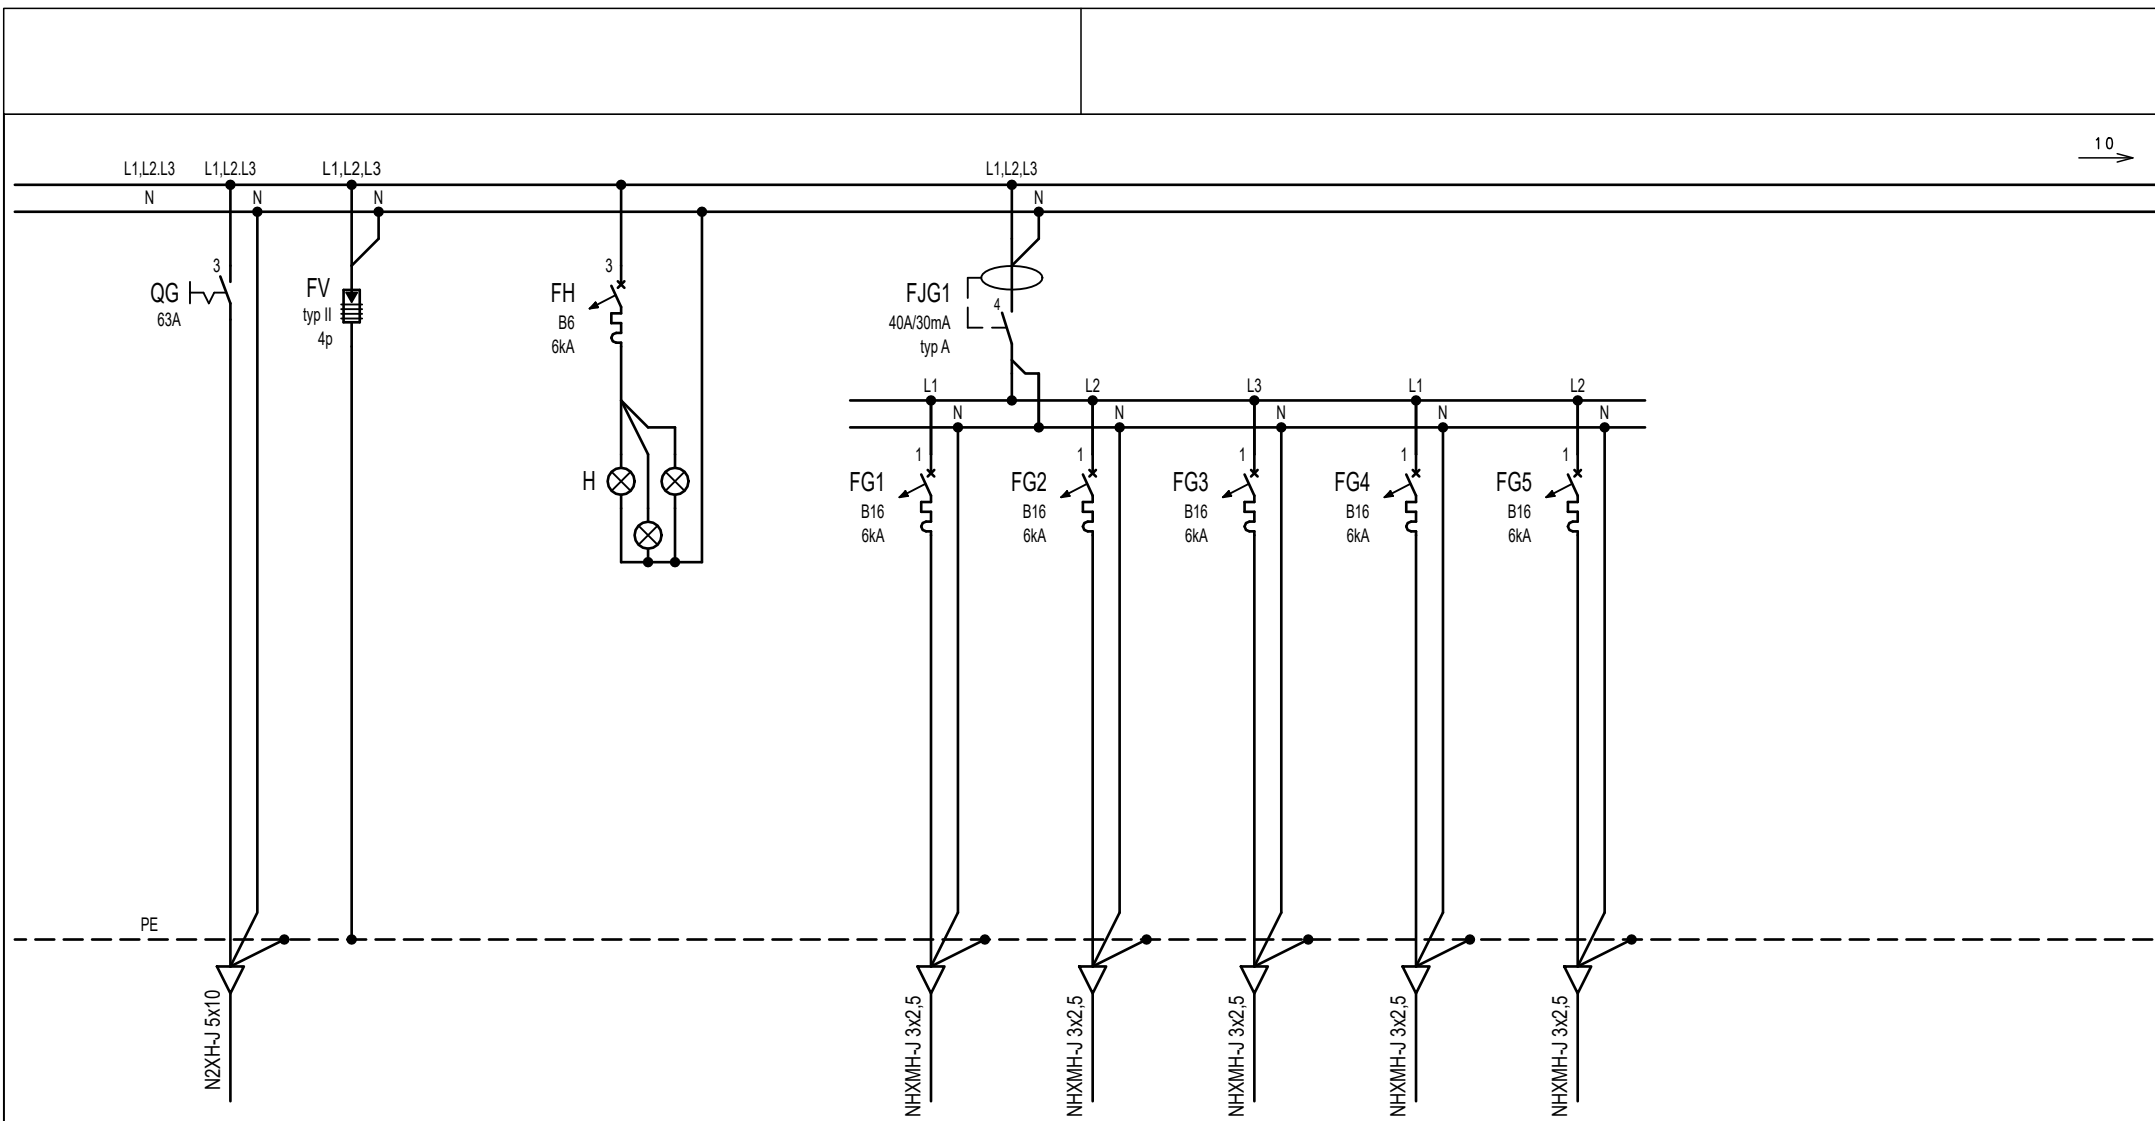 10
L1,L2.L3
L1,L2.L3
L1,L2,L3
L1,L2,L3
N
N
N
N
3
QG
63A
FV
typ II
4p
3
FH
B6
6kA
FJG1
40A/30mA
typ A
4
L1
L2
L3
L1
L2
N
N
N
N
N
H
1
FG1
B16
6kA
1
FG2
B16
6kA
1
FG3
B16
6kA
1
FG4
B16
6kA
1
FG5
B16
6kA
PE
N2XH-J 5x10
NHXMH-J 3x2,5
NHXMH-J 3x2,5
NHXMH-J 3x2,5
NHXMH-J 3x2,5
NHXMH-J 3x2,5